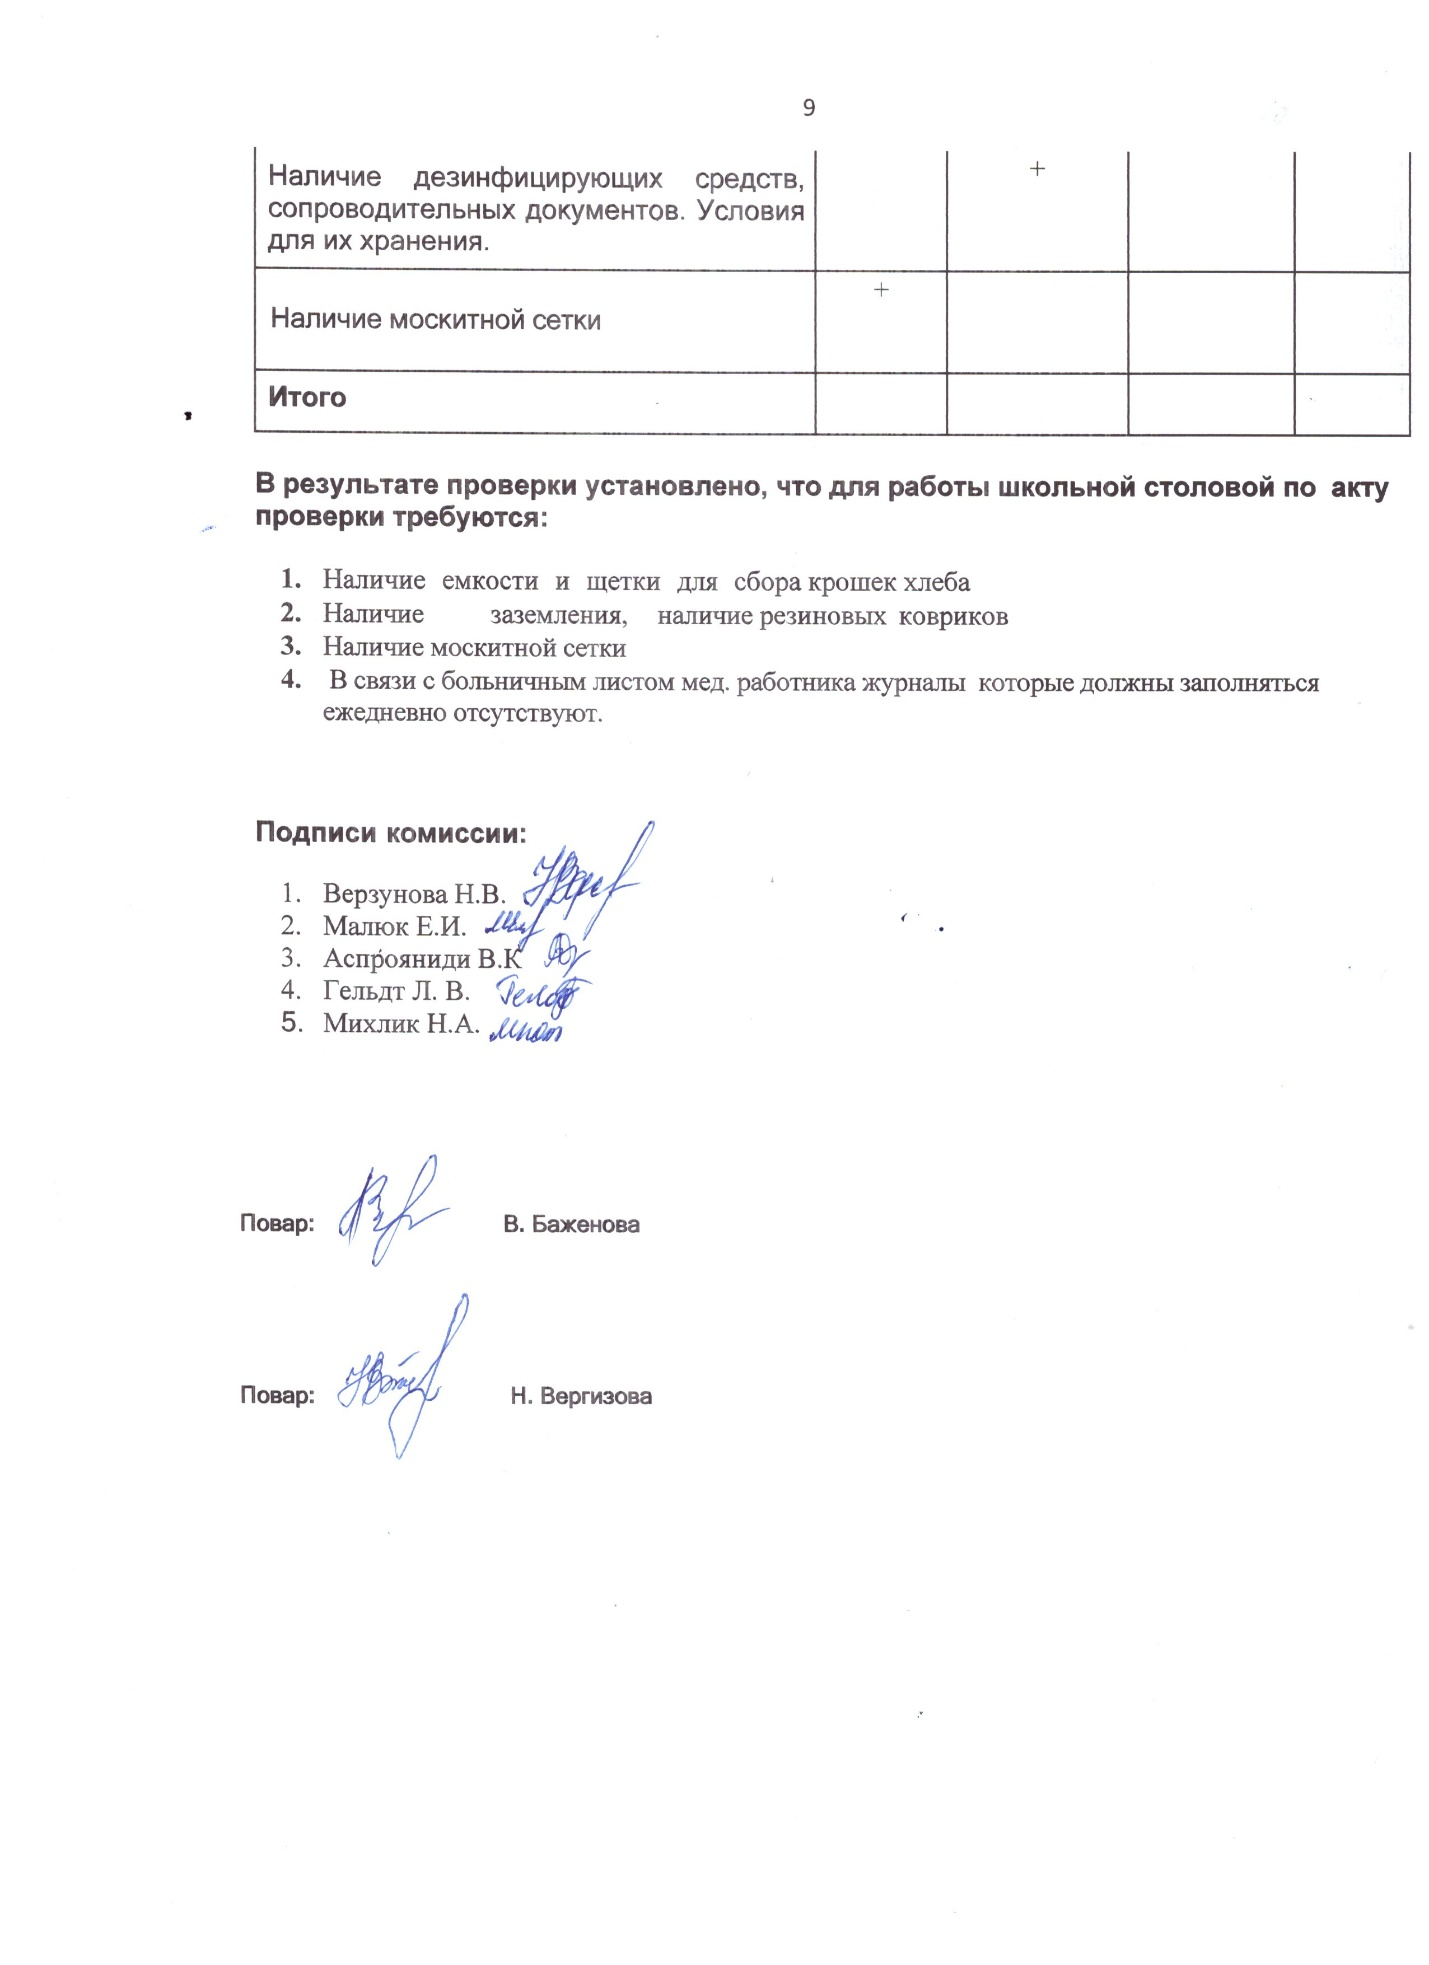 9
Наличие дезинфицирующих средств,
+
сопроводительных документов. Условия
для их хранения.
+
Наличие москитной сетки
Итого
В результате проверки установлено, что для работы школьной столовой по акту
проверки требуются:
1. Наличие емкости и щетки для сбора крошек хлеба
2. Наличие заземления, наличие резиновых ковриков
3. Наличие москитной сетки
4. В связи с больничным листом мед. работника журналы которые должны заполняться
ежедневно отсутствуют.
Подписи комиссии:
1. Верзунова Н.В.
2. Малюк Е.И.
3. Аспрояниди В.К
4. Гельдт Л. В.
5. Михлик Н.А.
Повар: В. Баженова
Повар: Н. Вергизова